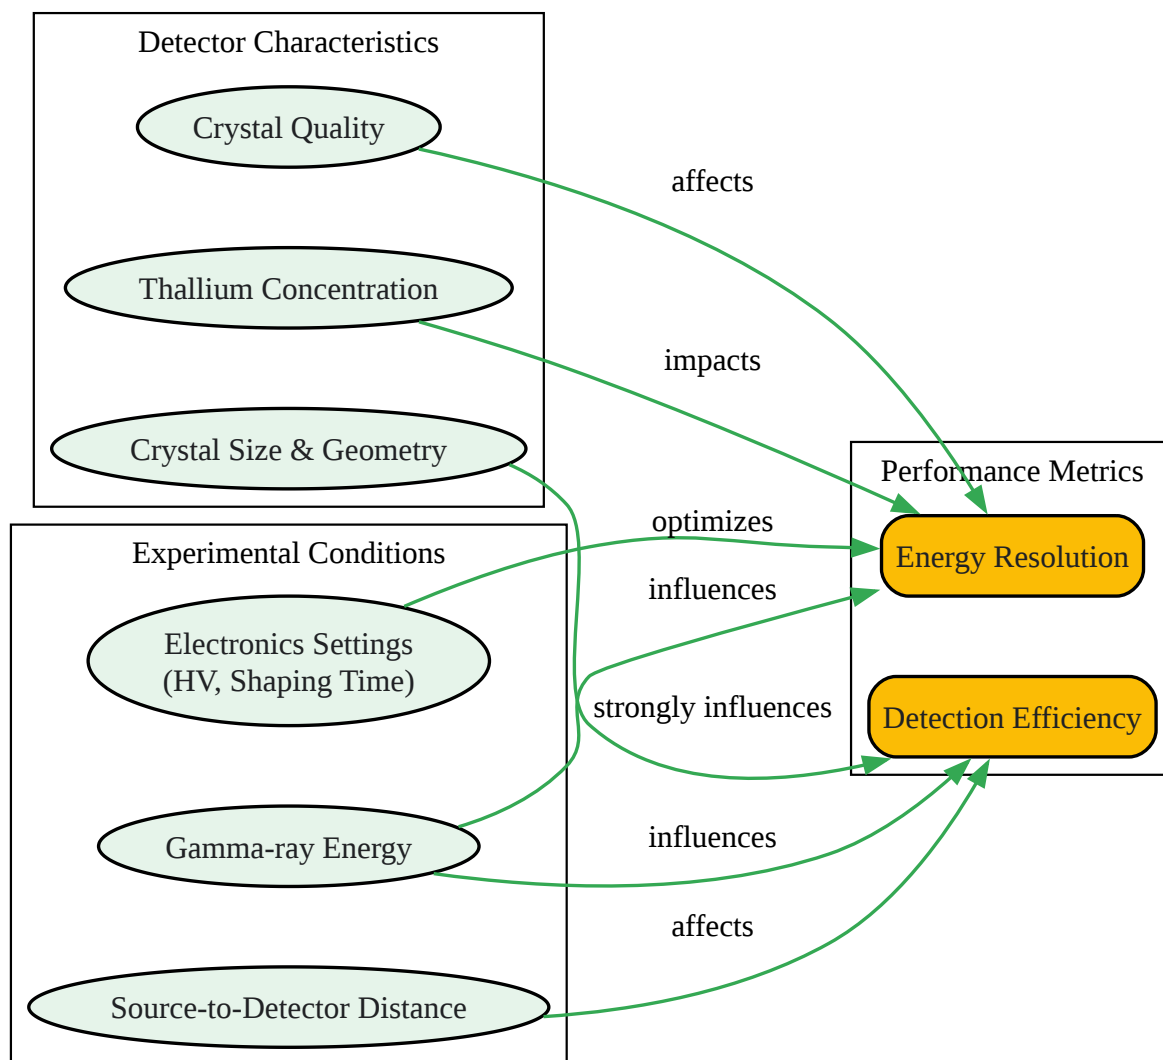 Detector Characteristics
Crystal Quality
affects
Thallium Concentration
impacts
Crystal Size & Geometry
Performance Metrics
optimizes
Energy Resolution
Experimental Conditions
influences
Electronics Settings
(HV, Shaping Time)
strongly influences
Detection Efficiency
influences
Gamma-ray Energy
affects
Source-to-Detector Distance